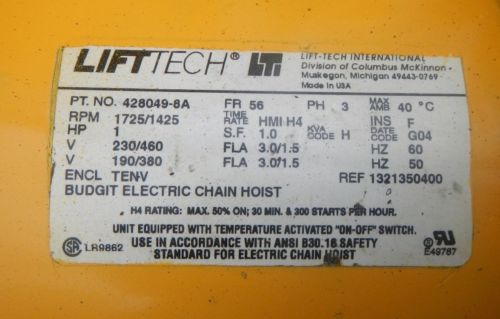 LIFTTECH® LTI LIFT-TECH INTERNATIONAL
Division of Columbus McKinnon
Muskegon, Michigan 49443-0769
Made in USA
PT. NO. 428049-8A FR 56 PH 3 MAX AMB 40 °C
RPM 1725/1425 TIME RATE HMI H4 INS F
HP 1 S.F. 1.0 KVA CODE H DATE CODE G04
V 230/460 FLA 3.0/1.5 HZ 60
V 190/380 FLA 3.0/1.5 HZ 50
ENCL TENV REF 1321350400
BUDGIT ELECTRIC CHAIN HOIST
H4 RATING: MAX. 50% ON; 30 MIN. & 300 STARTS PER HOUR.
UNIT EQUIPPED WITH TEMPERATURE ACTIVATED "ON-OFF" SWITCH.
USE IN ACCORDANCE WITH ANSI B30.16 SAFETY
STANDARD FOR ELECTRIC CHAIN HOIST
LR9862
E49787